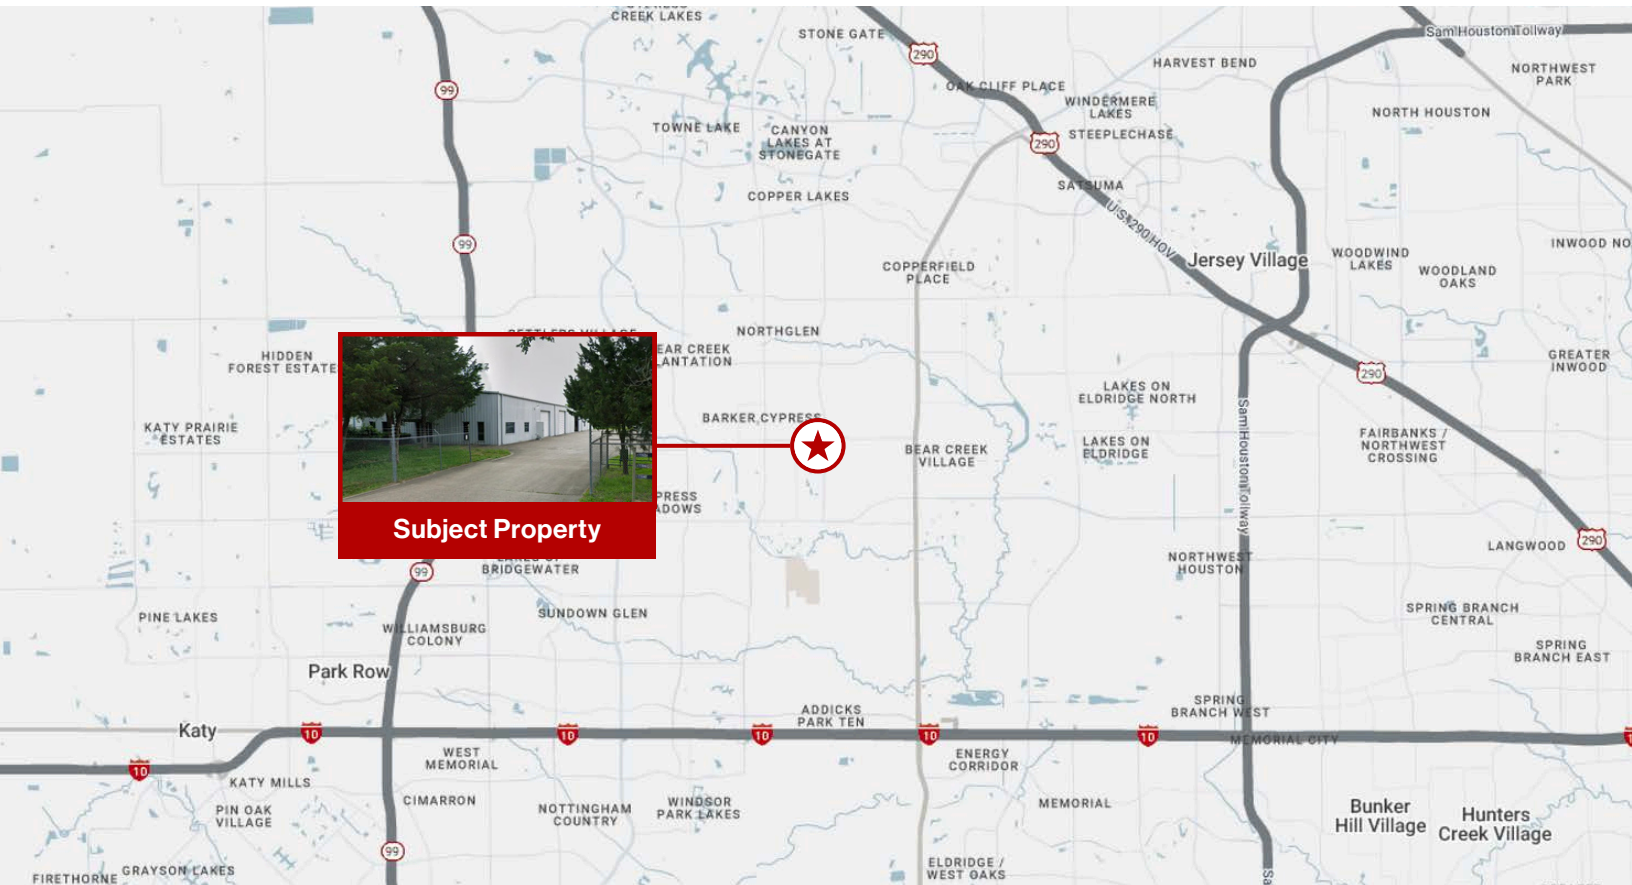 CREEK LAKES
STONE GATE
290
Sam Houston Tollway
HARVEST BEND
NORTHWEST
PARK
99
OAK CLIFF PLACE
WINDERMERE
LAKES
NORTH HOUSTON
TOWNE LAKE
CANYON
LAKES AT
STONEGATE
290
STEEPLECHASE
SATSUMA
COPPER LAKES
U.S. 290 HOV
99
Jersey Village
WOODWIND
LAKES
INWOOD NO
COPPERFIELD
PLACE
WOODLAND
OAKS
NORTHGLEN
HIDDEN
FOREST ESTATE
EAR CREEK
ANTATION
GREATER
INWOOD
290
LAKES ON
ELDRIDGE NORTH
BARKER CYPRESS
KATY PRAIRIE
ESTATES
Sam Houston Tollway
FAIRBANKS /
NORTHWEST
CROSSING
BEAR CREEK
VILLAGE
LAKES ON
ELDRIDGE
PRESS
ADOWS
Subject Property
290
LANGWOOD
BRIDGEWATER
99
NORTHWEST
HOUSTON
PINE LAKES
SUNDOWN GLEN
SPRING BRANCH
CENTRAL
WILLIAMSBURG
COLONY
SPRING
BRANCH EAST
Park Row
ADDICKS
PARK TEN
SPRING
BRANCH WEST
Katy
10
10
10
10
10
MEMORIAL CITY
10
WEST
MEMORIAL
ENERGY
CORRIDOR
KATY MILLS
CIMARRON
PIN OAK
VILLAGE
NOTTINGHAM
COUNTRY
WINDSOR
PARK LAKES
MEMORIAL
Bunker
Hill Village
Hunters
Creek Village
99
ELDRIDGE /
WEST OAKS
FIRETHORNE
GRAYSON LAKES
Sa